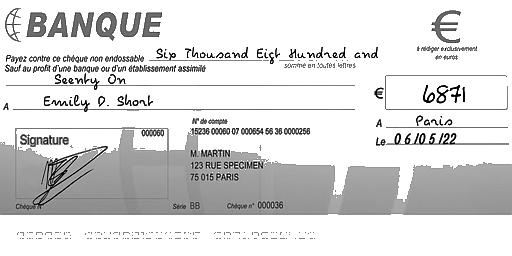 BANQUE
€
à rédiger exclusivement
en euros
Payez contre ce chèque non endossable Six Thousand Eigt Hundred and
Sauf au profit d'une banque ou d'un établissement assimilé
somme en toutes lettres
Seenty On
A Emily D. Short
€ 6871
A Paris
Le 06/05/22
Signature
000060
N° de compte
15236 00060 07 000654 56 36 0000256
M. MARTIN
123 RUE SPECIMEN
75 015 PARIS
Chèque N°
Série BB
Chèque n° 000036